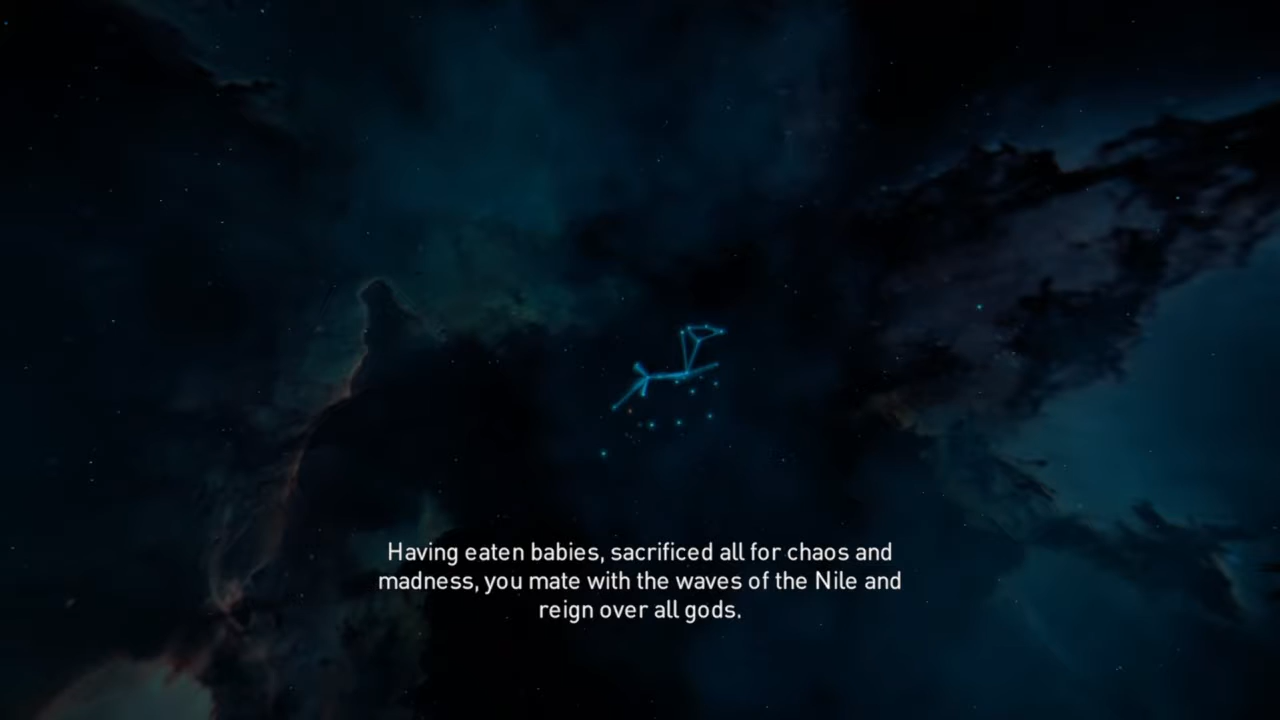 Having eaten babies, sacrificed all for chaos and
madness, you mate with the waves of the Nile and
reign over all gods.